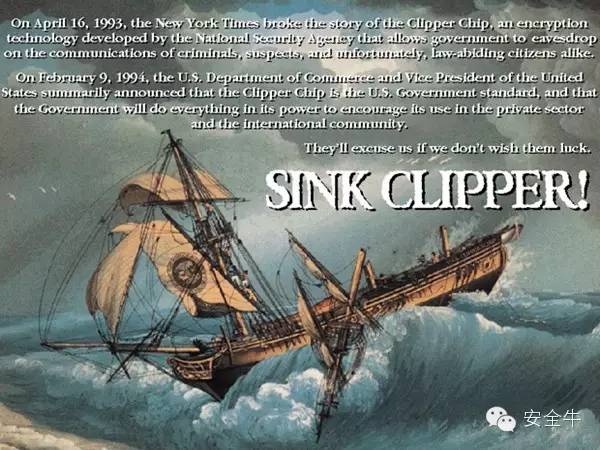 On April 16, 1993, the New York Times broke the story of the Clipper Chip, an encryption
technology developed by the National Security Agency that allows government to eavesdrop
on the communications of criminals, suspects, and unfortunately, law-abiding citizens alike.
On February 9, 1994, the U.S. Department of Commerce and Vice President of the United
States summarily announced that the Clipper Chip is the U.S. Government standard, and that
the Government will do everything in its power to encourage its use in the private sector
and the international community.
They'll excuse us if we don't wish them luck.
SINK CLIPPER!
安全牛